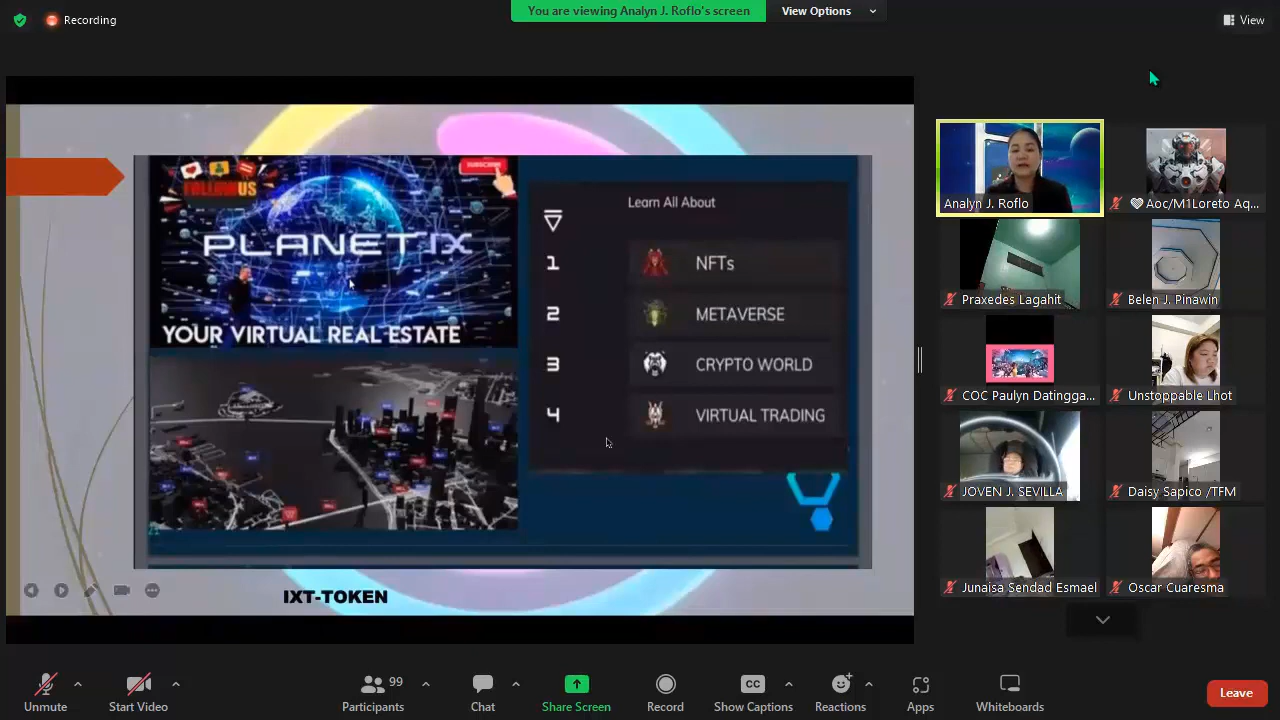 Recording
You are viewing Analyn J. Roflo's screen
View Options
View
FOLLOW US
SUBSCRIBE
PLANET IX
YOUR VIRTUAL REAL ESTATE
Learn All About
1 NFTs
2 METAVERSE
3 CRYPTO WORLD
4 VIRTUAL TRADING
IXT-TOKEN
Analyn J. Roflo
Aoc/M1Loreto Aq...
Praxedes Lagahit
Belen J. Pinawin
COC Paulyn Datingga...
Unstoppable Lhot
JOVEN J. SEVILLA
Daisy Sapico /TFM
Junaisa Sendad Esmael
Oscar Cuaresma
Unmute
Start Video
99
Participants
Chat
Share Screen
Record
CC
Show Captions
Reactions
Apps
Whiteboards
Leave